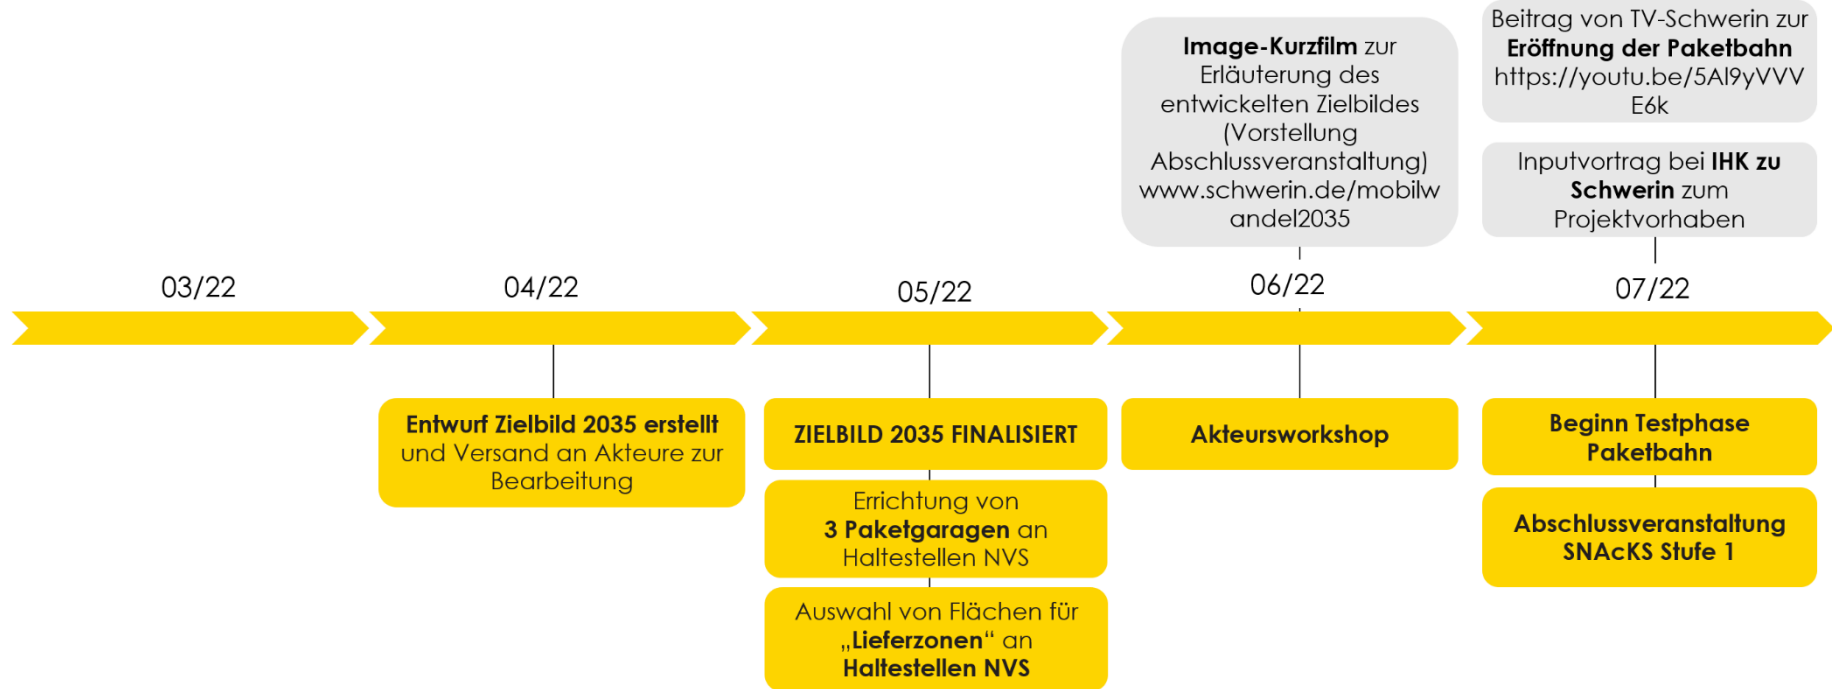 Image-Kurzfilm zur
Erläuterung des
entwickelten Zielbildes
(Vorstellung
Abschlussveranstaltung)
www.schwerin.de/mobilw
andel2035
Beitrag von TV-Schwerin zur
Eröffnung der Paketbahn
https://youtu.be/5Al9yVVV
E6k
Inputvortrag bei IHK zu
Schwerin zum
Projektvorhaben
03/22
04/22
05/22
06/22
07/22
Entwurf Zielbild 2035 erstellt
und Versand an Akteure zur
Bearbeitung
ZIELBILD 2035 FINALISIERT
Errichtung von
3 Paketgaragen an
Haltestellen NVS
Auswahl von Flächen für
„Lieferzonen“ an
Haltestellen NVS
Akteursworkshop
Beginn Testphase
Paketbahn
Abschlussveranstaltung
SNAcKS Stufe 1